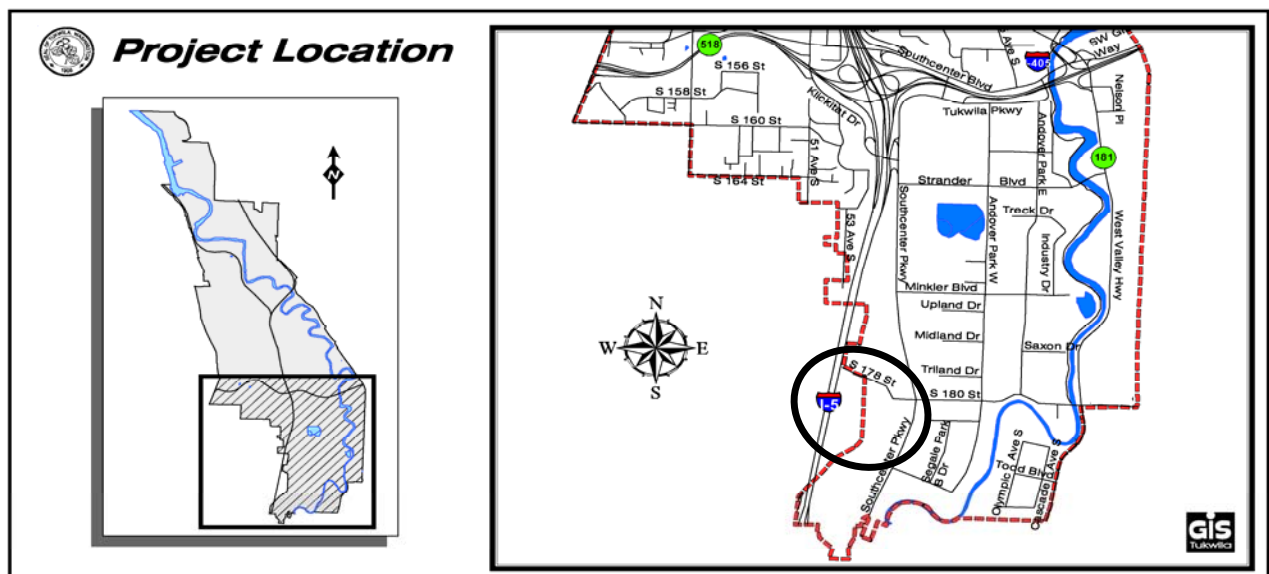 Project Location
1908
N
518
S 156 St
S 158 St
S 160 St
S 164 St
51 Ave S
53 Ave S
Klickitat Dr
Southcenter Blvd
I-405
SW Gr
Way
Nelson Pl
Tukwila Pkwy
Andover Park E
181
Strander Blvd
Southcenter Pkwy
Andover Park W
Treck Dr
Industry Dr
West Valley Hwy
Minkler Blvd
Upland Dr
Midland Dr
Saxon Dr
Triland Dr
S 178 St
S 180 St
I-5
N
W E
S
Southcenter Pkwy
Segale Park
B Dr
Olympic Ave S
Todd Blvd
Cascade Ave S
GIS
Tukwila